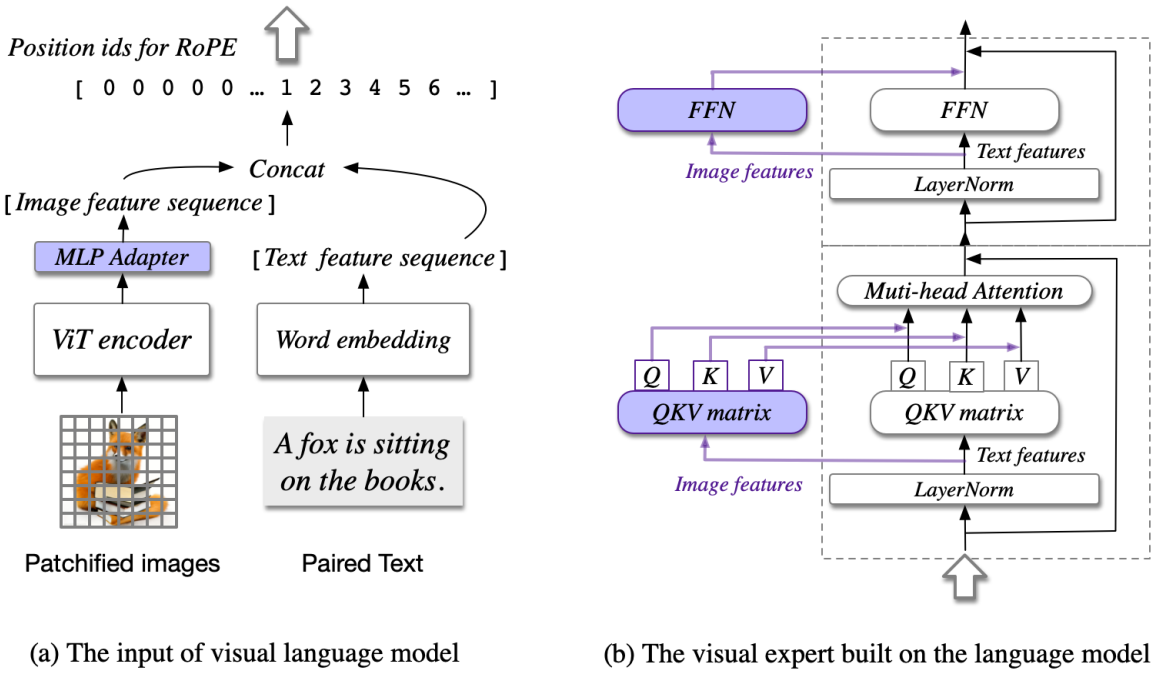 Position ids for RoPE
[ 0 0 0 0 0 … 1 2 3 4 5 6 … ]
Concat
[Image feature sequence]
MLP Adapter
[Text feature sequence]
ViT encoder
Word embedding
A fox is sitting
on the books.
Patchified images
Paired Text
(a) The input of visual language model
FFN
FFN
Image features
Text features
LayerNorm
Muti-head Attention
Q K V
Q K V
QKV matrix
QKV matrix
Image features
Text features
LayerNorm
(b) The visual expert built on the language model